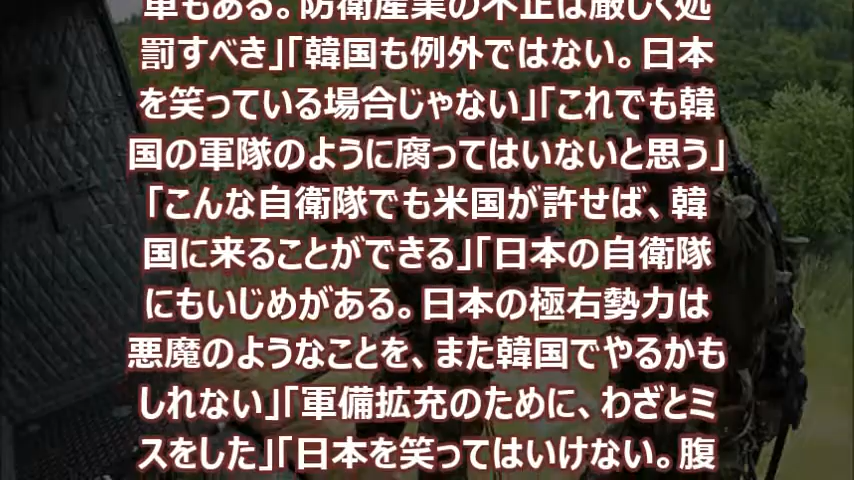 車もある。防衛産業の不正は厳しく処
罰すべき」「韓国も例外ではない。日本
を笑っている場合じゃない」「これでも韓
国の軍隊のように腐ってはいないと思う」
「こんな自衛隊でも米国が許せば、韓
国に来ることができる」「日本の自衛隊
にもいじめがある。日本の極右勢力は
悪魔のようなことを、また韓国でやるかも
しれない」「軍備拡充のために、わざとミ
スをした」「日本を笑ってはいけない。腹